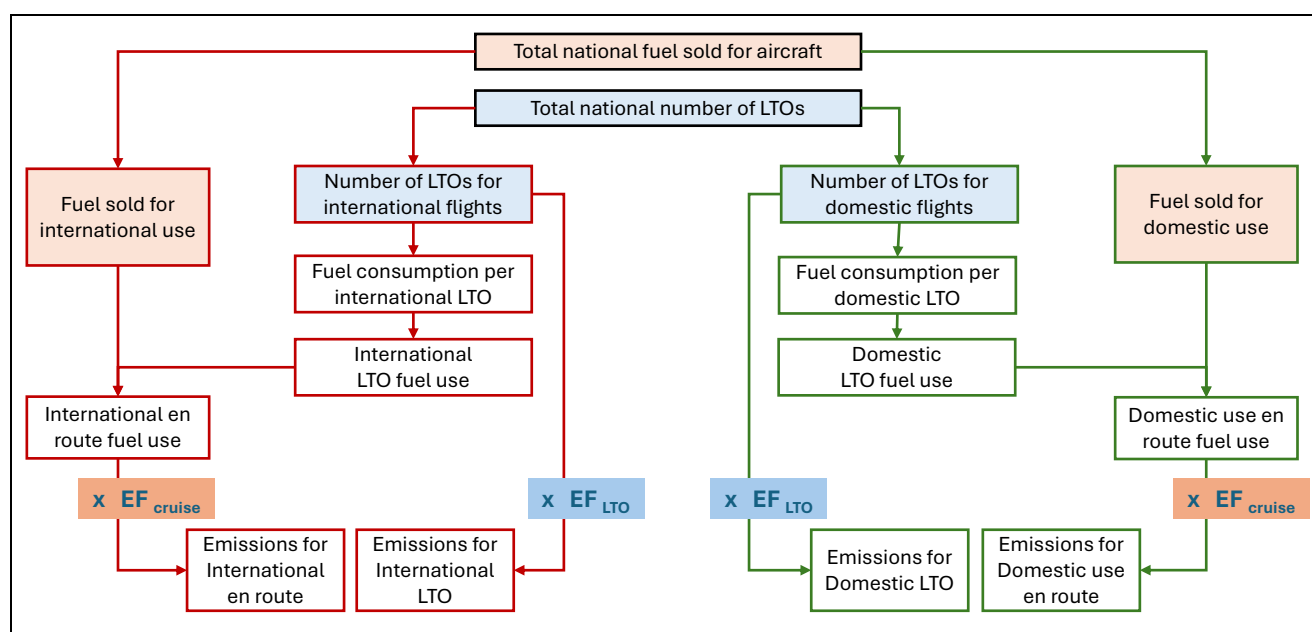 Total national fuel sold for aircraft
Total national number of LTOs
Fuel sold for
international use
Number of LTOs for
international flights
Number of LTOs for
domestic flights
Fuel sold for
domestic use
Fuel consumption per
international LTO
Fuel consumption per
domestic LTO
International
LTO fuel use
Domestic
LTO fuel use
International en
route fuel use
Domestic use en
route fuel use
x EF cruise
x EF LTO
x EF LTO
x EF cruise
Emissions for
International
en route
Emissions for
International
LTO
Emissions for
Domestic LTO
Emissions for
Domestic use
en route